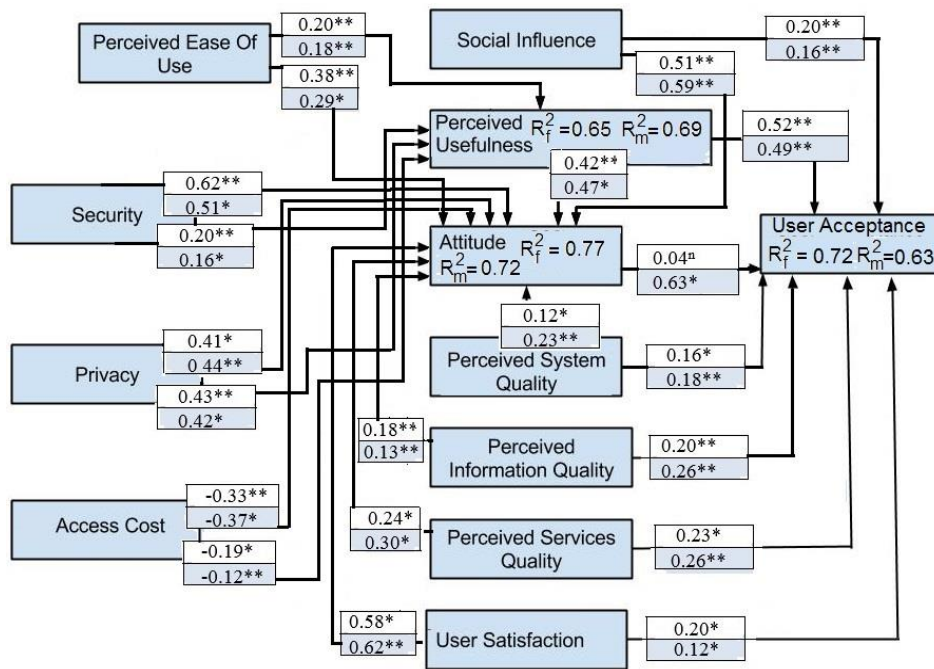 0.20**
0.18**
Perceived Ease Of
Use
0.38**
0.29*
Social Influence
0.20**
0.16**
0.51**
0.59**
Perceived
Usefulness
R²f =0.65 R²m=0.69
0.52**
0.49**
0.42**
0.47*
Security
0.62**
0.51*
0.20**
0.16*
Attitude
R²f = 0.77
R²m= 0.72
0.04ⁿ
0.63*
User Acceptance
R²f = 0.72 R²m=0.63
0.12*
0.23**
Privacy
0.41*
0.44**
0.43**
0.42*
Perceived System
Quality
0.16*
0.18**
0.18**
0.13**
Perceived
Information Quality
0.20**
0.26**
Access Cost
-0.33**
-0.37*
-0.19*
-0.12**
0.24*
0.30*
Perceived Services
Quality
0.23*
0.26**
0.58*
0.62**
User Satisfaction
0.20*
0.12*